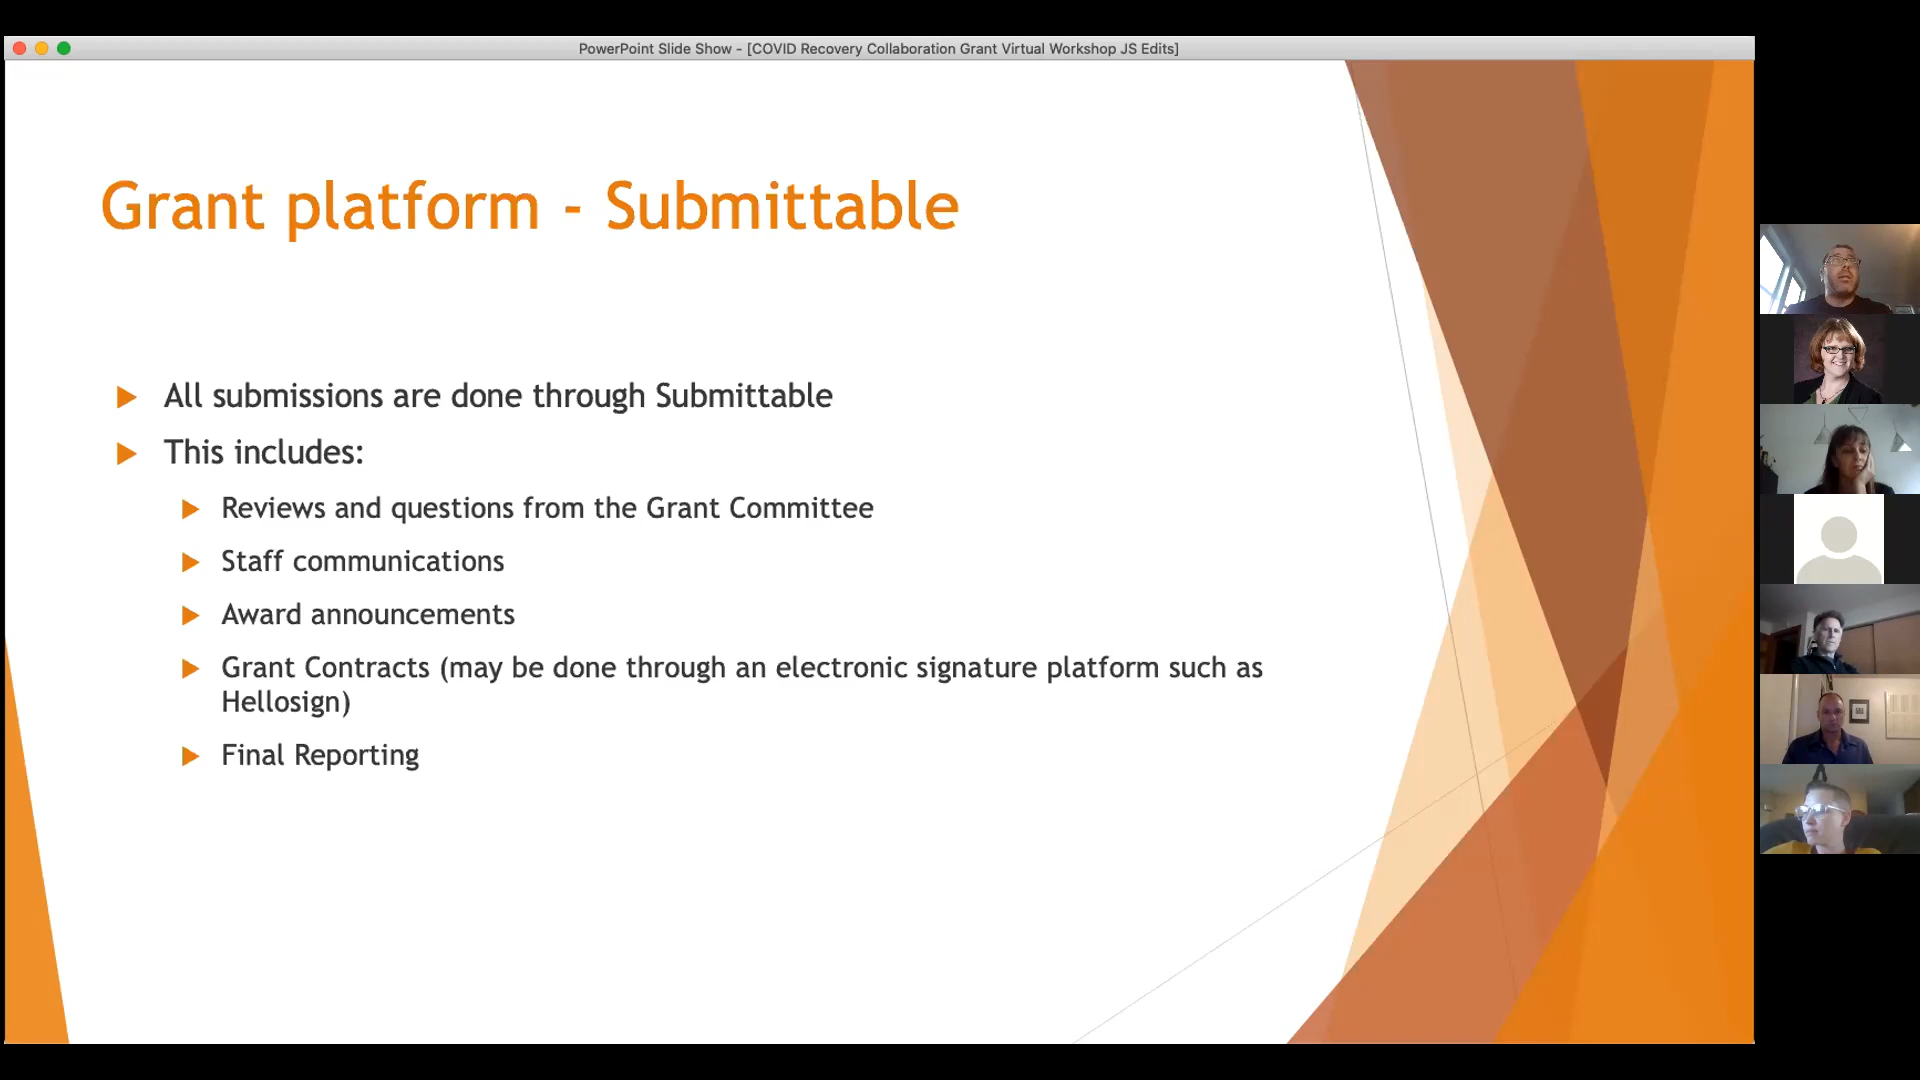 PowerPoint Slide Show - [COVID Recovery Collaboration Grant Virtual Workshop JS Edits]
Grant platform - Submittable
All submissions are done through Submittable
This includes:
Reviews and questions from the Grant Committee
Staff communications
Award announcements
Grant Contracts (may be done through an electronic signature platform such as
Hellosign)
Final Reporting